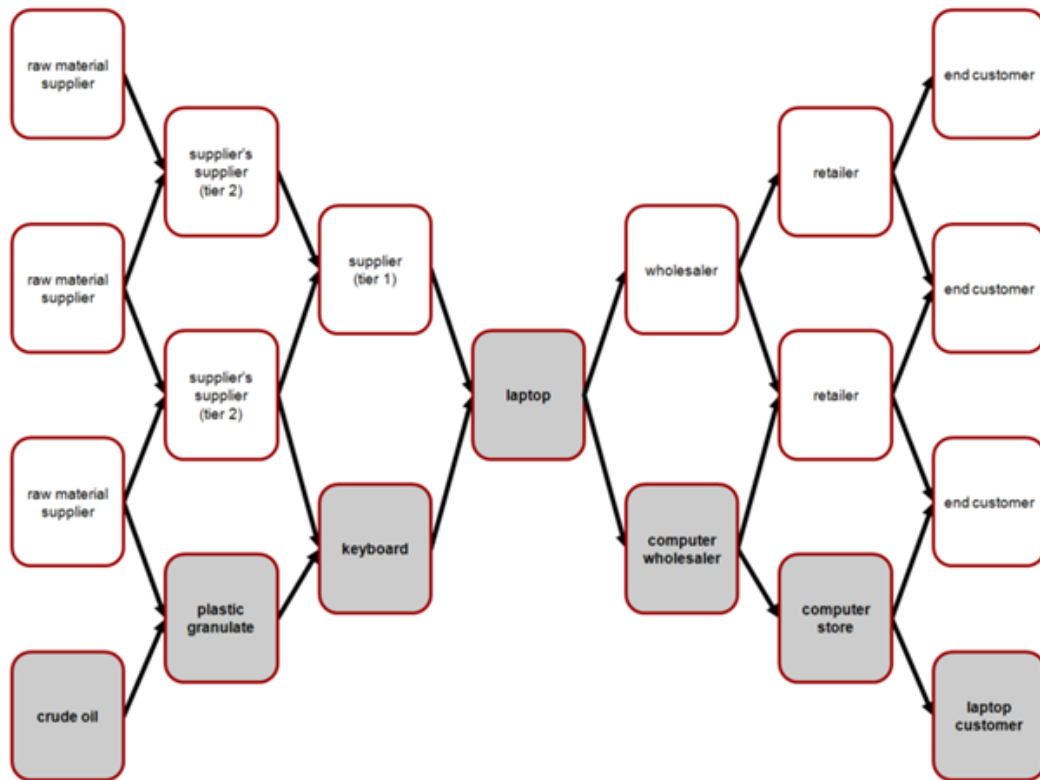 raw material
supplier
raw material
supplier
raw material
supplier
crude oil
supplier's
supplier
(tier 2)
supplier's
supplier
(tier 2)
plastic
granulate
supplier
(tier 1)
keyboard
laptop
wholesaler
computer
wholesaler
retailer
retailer
computer
store
end customer
end customer
end customer
laptop
customer